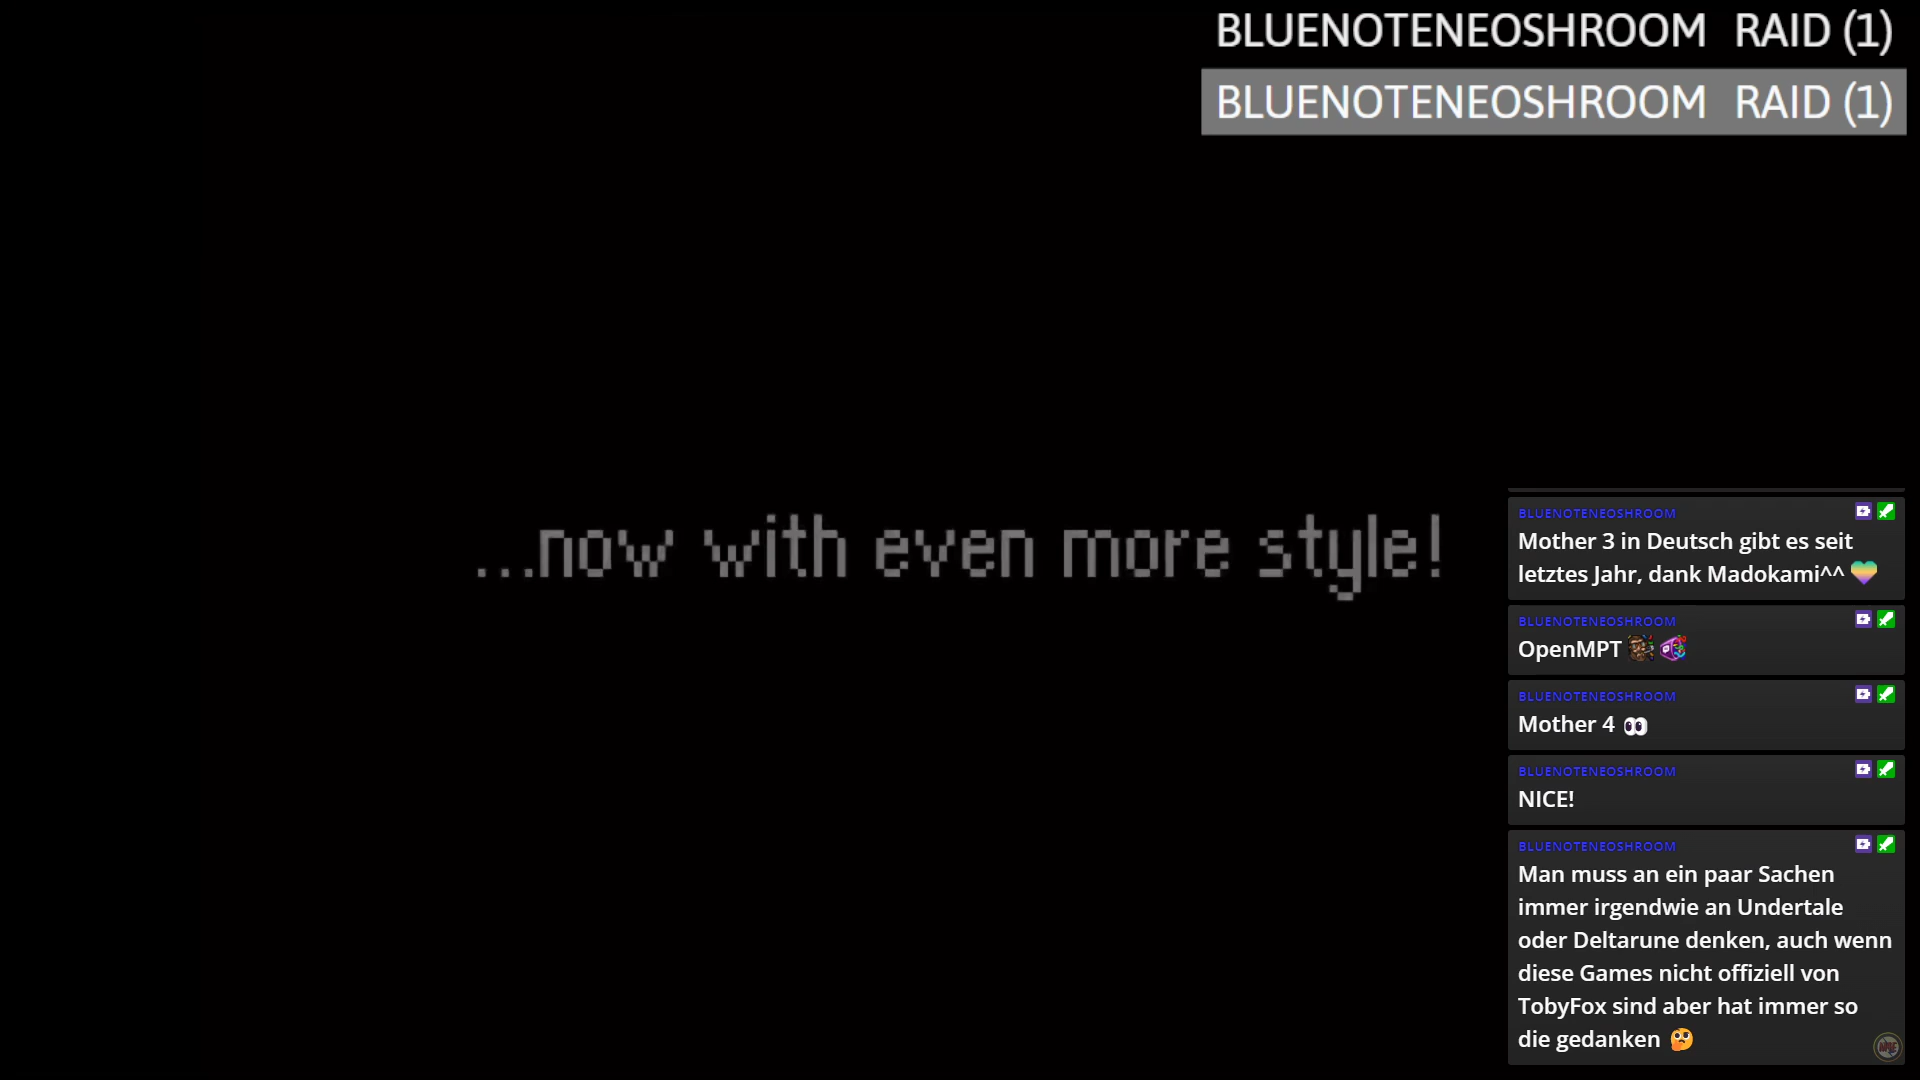 BLUENOTENEOSHROOM RAID (1)
BLUENOTENEOSHROOM RAID (1)
...now with even more style!
BLUENOTENEOSHROOM
Mother 3 in Deutsch gibt es seit
letztes Jahr, dank Madokami^^
BLUENOTENEOSHROOM
OpenMPT
BLUENOTENEOSHROOM
Mother 4 👀
BLUENOTENEOSHROOM
NICE!
BLUENOTENEOSHROOM
Man muss an ein paar Sachen
immer irgendwie an Undertale
oder Deltarune denken, auch wenn
diese Games nicht offiziell von
TobyFox sind aber hat immer so
die gedanken 🤔